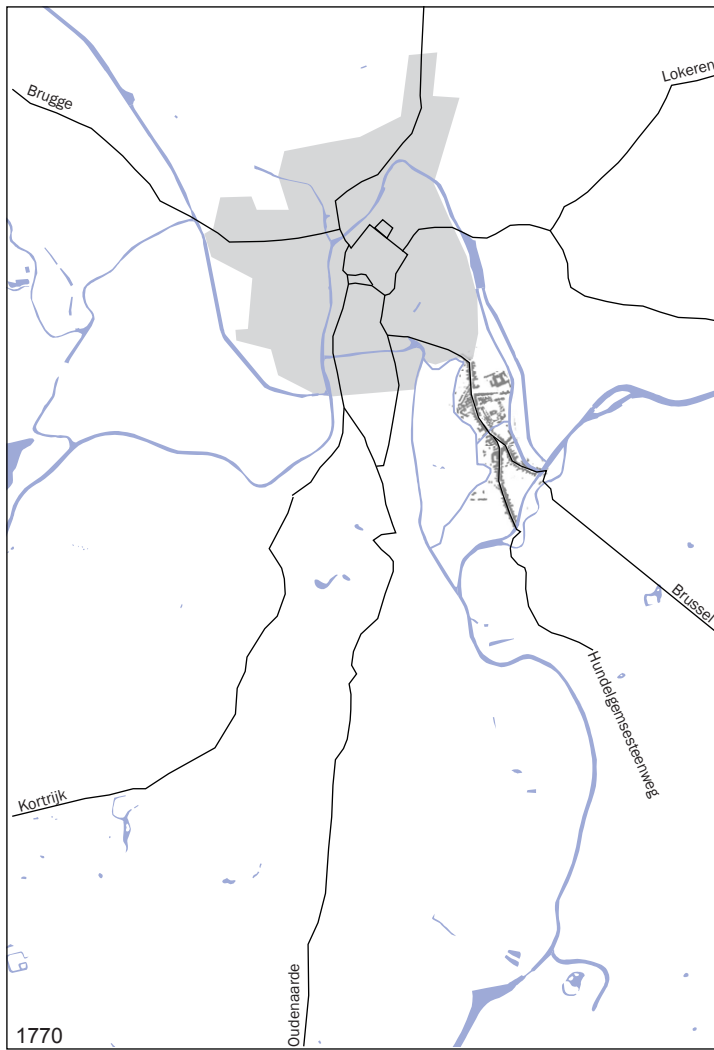 Lokeren
Brugge
Brussel
Hundelgemsesteenweg
Kortrijk
Oudenaarde
1770